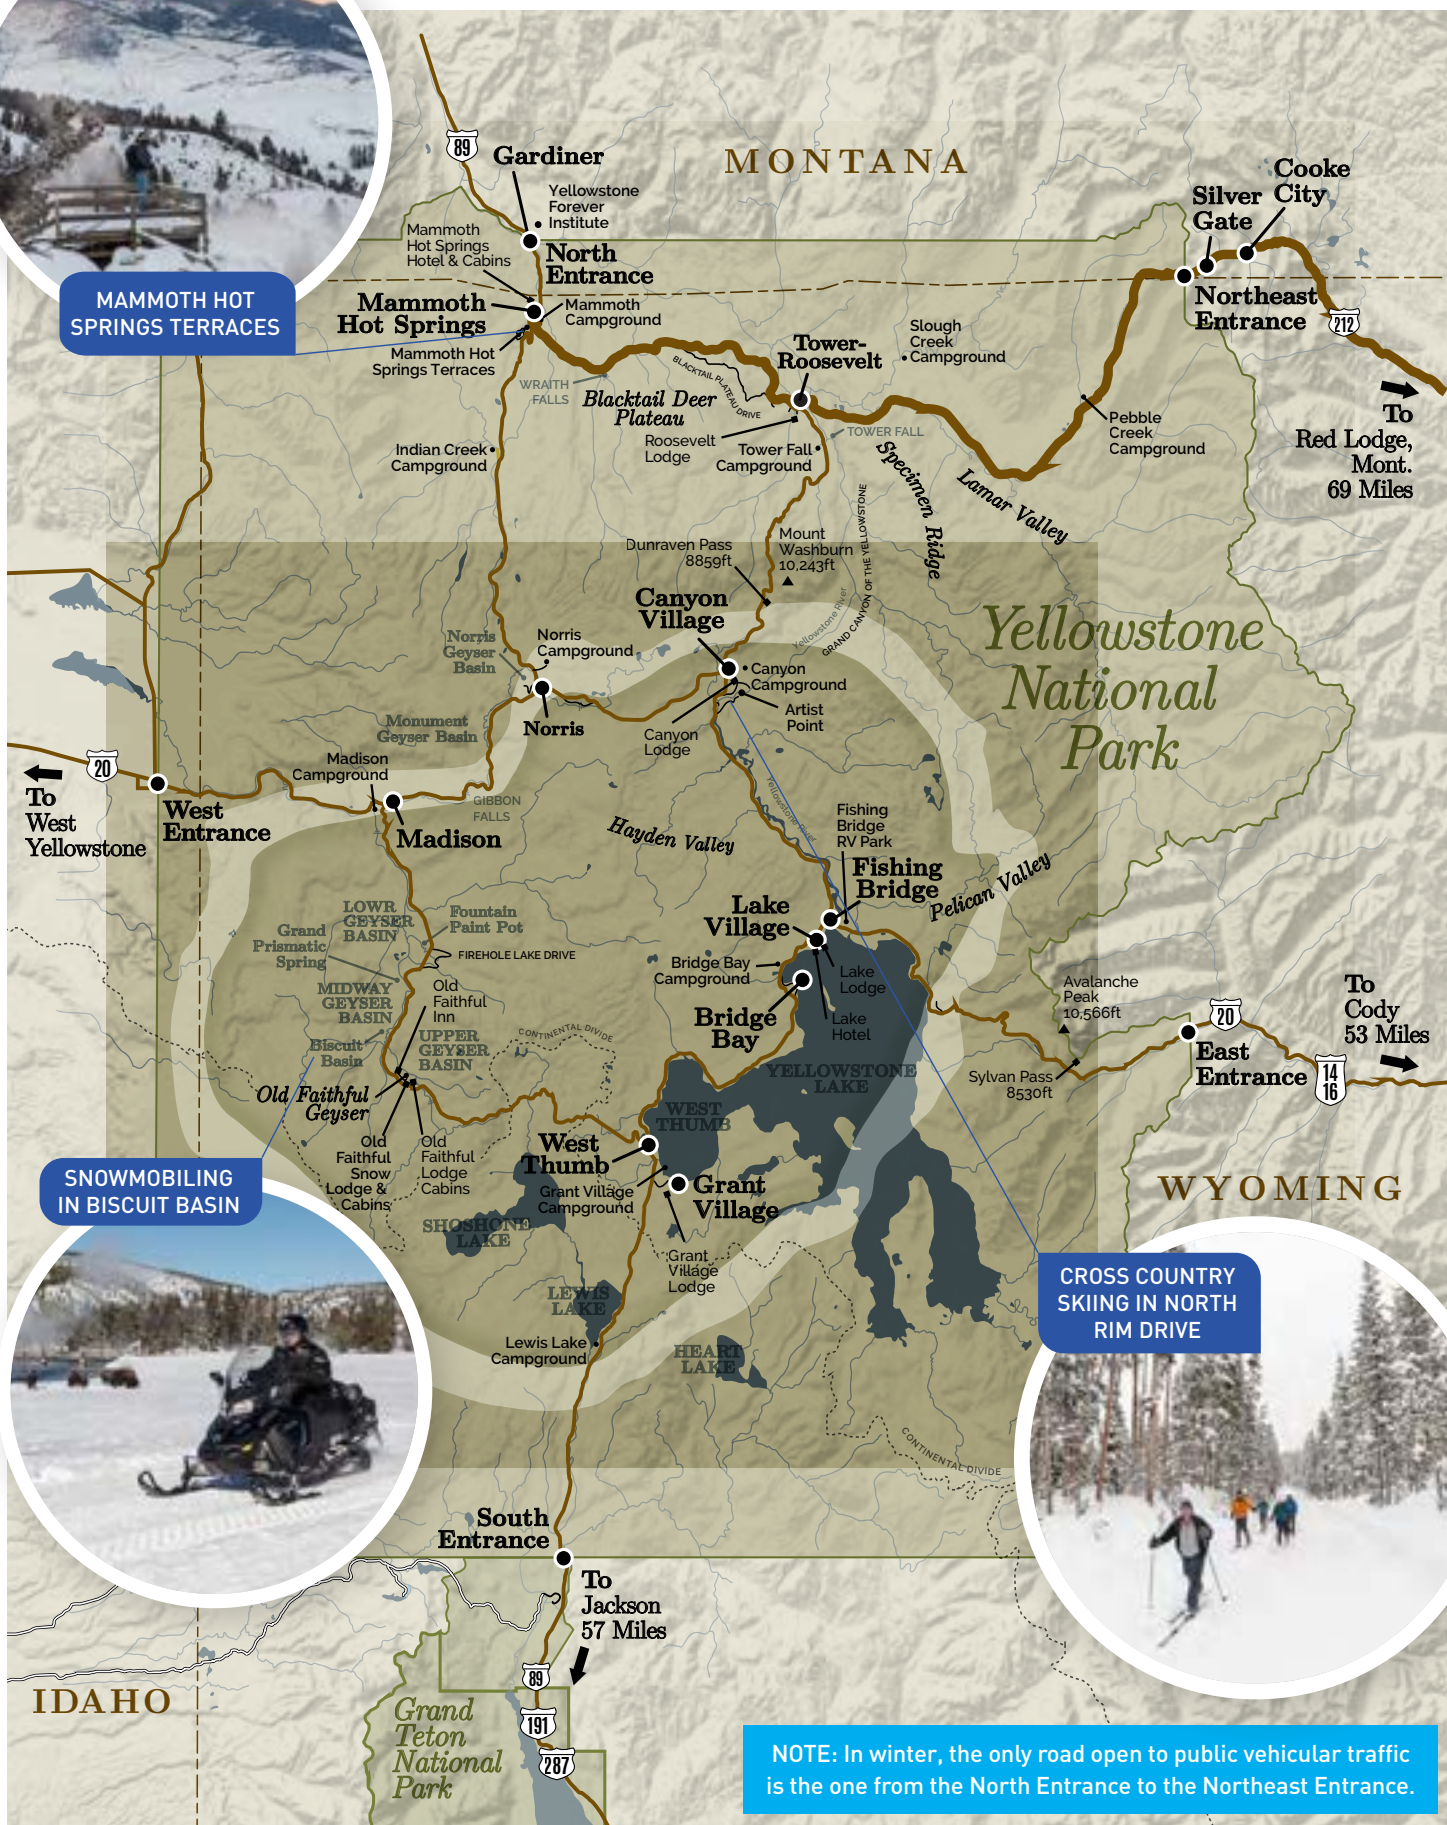 MONTANA
89
Gardiner
Yellowstone
Forever
Institute
Mammoth
Hot Springs
Hotel & Cabins
North
Entrance
MAMMOTH HOT
SPRINGS TERRACES
Mammoth
Hot Springs
Mammoth
Campground
Mammoth Hot
Springs Terraces
Cooke
City
Silver
Gate
Northeast
Entrance
212
To
Red Lodge,
Mont.
69 Miles
Slough
Creek
Campground
Tower-
Roosevelt
BLACKTAIL PLATEAU DRIVE
WRAITH
FALLS
Blacktail Deer
Plateau
Roosevelt
Lodge
TOWER FALL
Tower Fall
Campground
Pebble
Creek
Campground
Indian Creek
Campground
Specimen Ridge
Lamar Valley
Dunraven Pass
8859ft
Mount
Washburn
10,243ft
GRAND CANYON OF THE YELLOWSTONE
Yellowstone River
Canyon
Village
Yellowstone
National
Park
Norris
Geyser
Basin
Norris
Campground
Canyon
Campground
Artist
Point
Canyon
Lodge
Norris
Monument
Geyser Basin
Madison
Campground
20
To
West
Yellowstone
West
Entrance
Madison
GIBBON
FALLS
Hayden Valley
Yellowstone River
Fishing
Bridge
RV Park
Fishing
Bridge
Pelican Valley
Lake
Village
LOWR
GEYSER
BASIN
Fountain
Paint Pot
Grand
Prismatic
Spring
FIREHOLE LAKE DRIVE
MIDWAY
GEYSER
BASIN
Old
Faithful
Inn
Bridge Bay
Campground
Lake
Lodge
Lake
Hotel
Bridge
Bay
Avalanche
Peak
10,566ft
To
Cody
53 Miles
20
East
Entrance
14
16
Sylvan Pass
8530ft
Biscuit
Basin
UPPER
GEYSER
BASIN
CONTINENTAL DIVIDE
YELLOWSTONE
LAKE
Old Faithful
Geyser
WEST
THUMB
Old
Faithful
Snow
Lodge &
Cabins
Old
Faithful
Lodge
Cabins
West
Thumb
Grant Village
Campground
Grant
Village
Grant
Village
Lodge
SNOWMOBILING
IN BISCUIT BASIN
SHOSHONE
LAKE
LEWIS
LAKE
Lewis Lake
Campground
HEART
LAKE
WYOMING
CROSS COUNTRY
SKIING IN NORTH
RIM DRIVE
CONTINENTAL DIVIDE
South
Entrance
To
Jackson
57 Miles
89
191
287
IDAHO
Grand
Teton
National
Park
NOTE: In winter, the only road open to public vehicular traffic
is the one from the North Entrance to the Northeast Entrance.